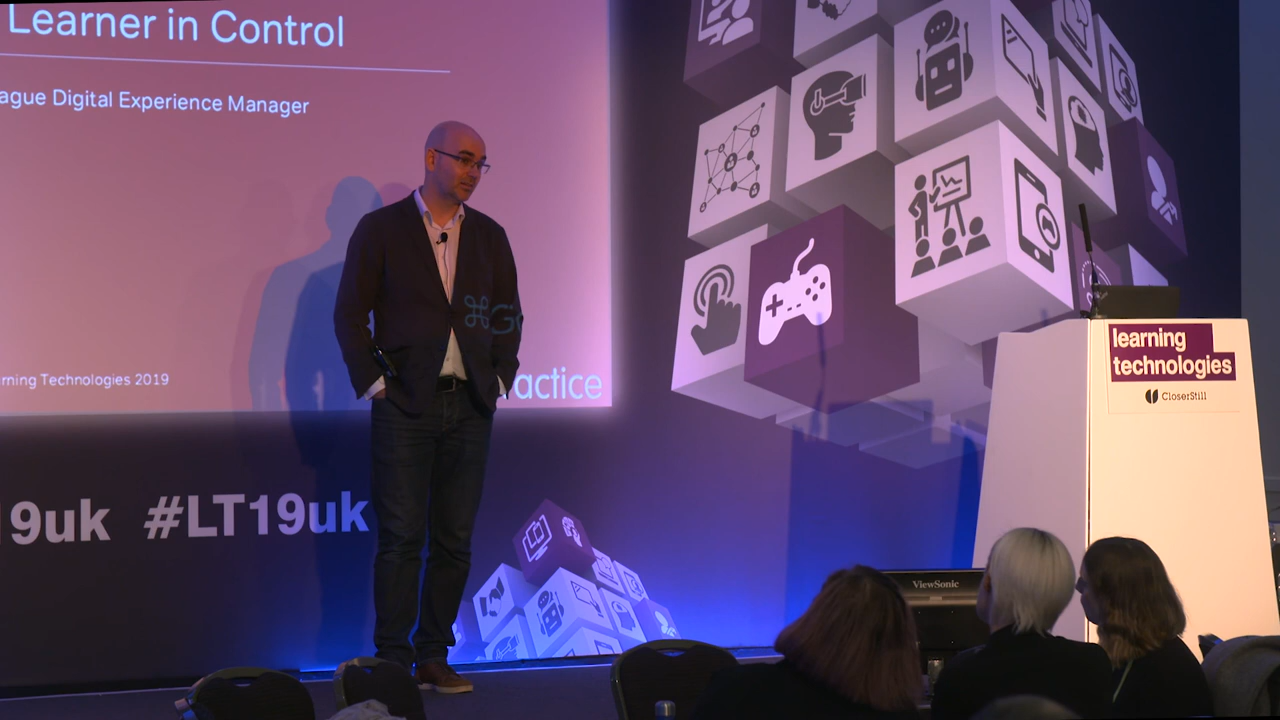 Learner in Control
ague Digital Experience Manager
rning Technologies 2019
actice
9uk #LT19uk
learning
technologies
CloserStill
ViewSonic